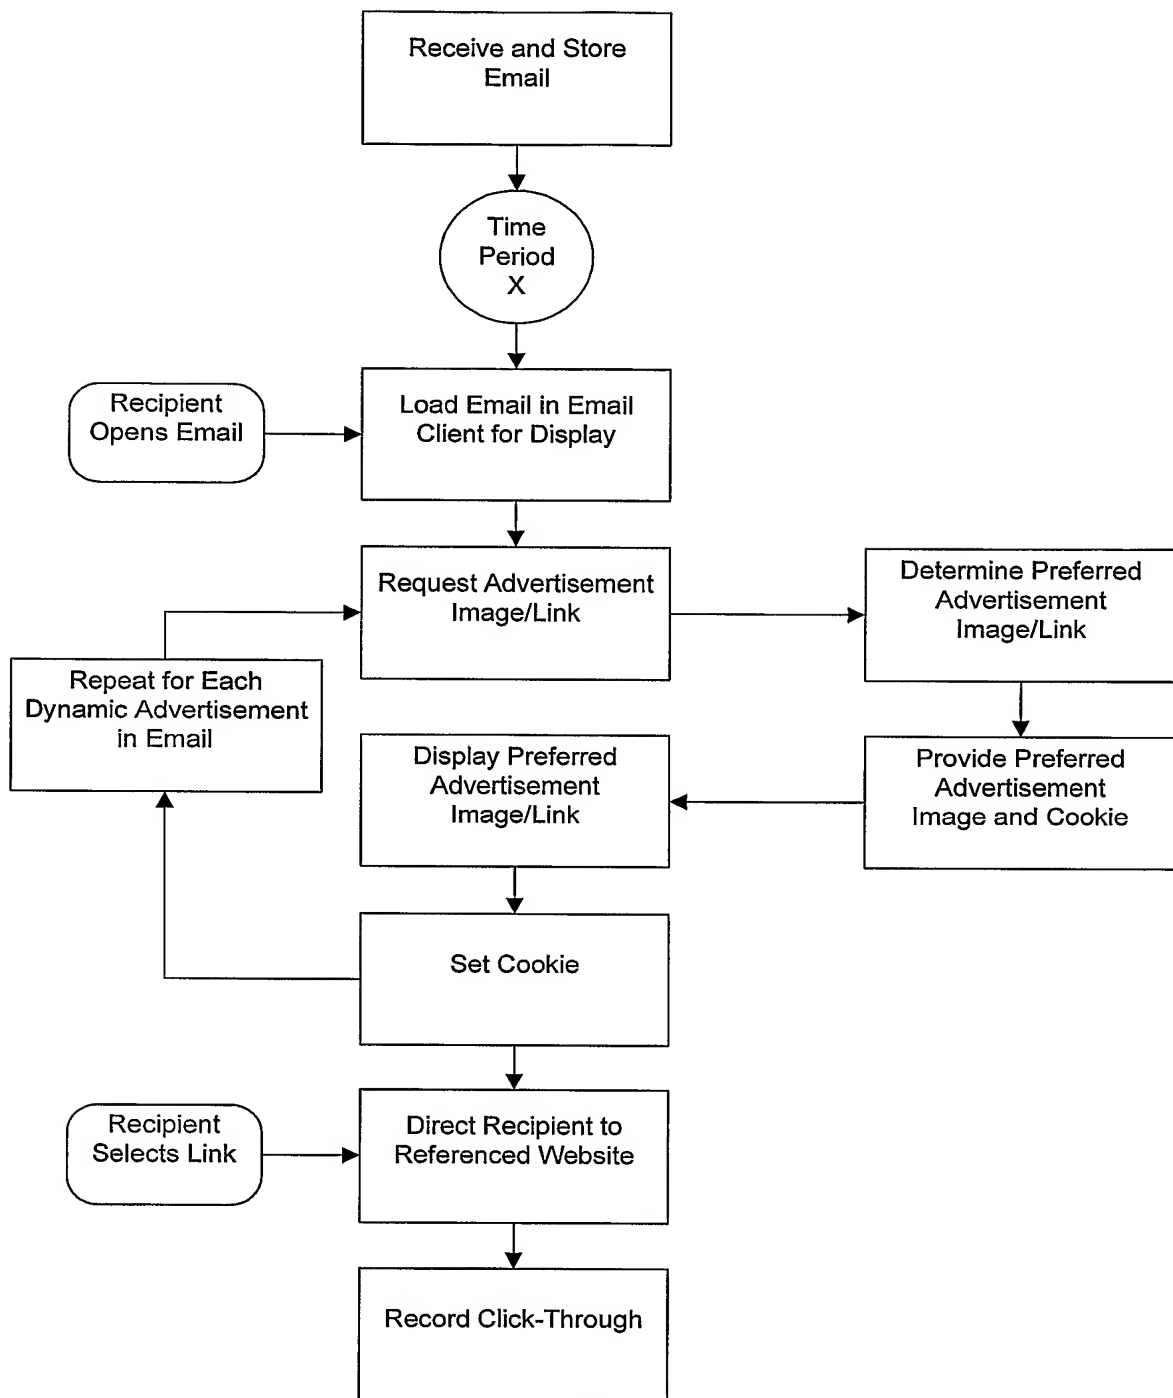 Receive and Store
Email
Time
Period
X
Recipient
Opens Email
Load Email in Email
Client for Display
Request Advertisement
Image/Link
Determine Preferred
Advertisement
Image/Link
Repeat for Each
Dynamic Advertisement
in Email
Display Preferred
Advertisement
Image/Link
Provide Preferred
Advertisement
Image and Cookie
Set Cookie
Recipient
Selects Link
Direct Recipient to
Referenced Website
Record Click-Through